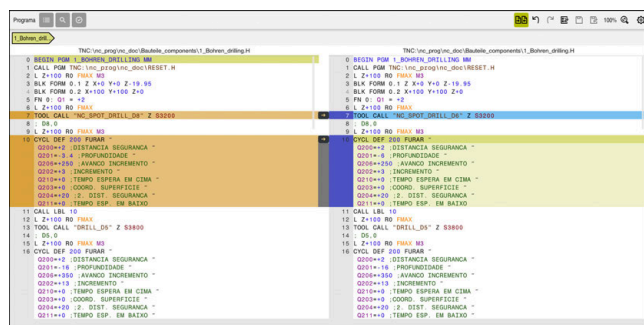 Programa
100%
1_Bohren_drill..
TNC:\nc_prog\nc_doc\Bauteile_components\1_Bohren_drilling.H
0 BEGIN PGM 1_BOHREN_DRILLING MM
1 CALL PGM TNC:\nc_prog\nc_doc\RESET.H
2 L Z+100 R0 FMAX M3
3 BLK FORM 0.1 Z X+0 Y+0 Z-19.95
4 BLK FORM 0.2 X+100 Y+100 Z+0
5 FN 0: Q1 = +2
6 L Z+100 R0 FMAX
7 TOOL CALL "NC_SPOT_DRILL_D8" Z S3200
8 ; D8,0
9 L Z+100 R0 FMAX M3
10 CYCL DEF 200 FURAR ~
Q200=+2 ;DISTANCIA SEGURANCA ~
Q201=-3.4 ;PROFUNDIDADE ~
Q206=+250 ;AVANCO INCREMENTO ~
Q202=+3 ;INCREMENTO ~
Q210=+0 ;TEMPO ESPERA EM CIMA ~
Q203=+0 ;COORD. SUPERFICIE ~
Q204=+20 ;2. DIST. SEGURANCA ~
Q211=+0 ;TEMPO ESP. EM BAIXO
11 CALL LBL 10
12 L Z+100 R0 FMAX
13 TOOL CALL "DRILL_D5" Z S3800
14 ; D5,0
15 L Z+100 R0 FMAX M3
16 CYCL DEF 200 FURAR ~
Q200=+2 ;DISTANCIA SEGURANCA ~
Q201=-16 ;PROFUNDIDADE ~
Q206=+350 ;AVANCO INCREMENTO ~
Q202=+13 ;INCREMENTO ~
Q210=+0 ;TEMPO ESPERA EM CIMA ~
Q203=+0 ;COORD. SUPERFICIE ~
Q204=+20 ;2. DIST. SEGURANCA ~
Q211=+0 ;TEMPO ESP. EM BAIXO ~
TNC:\nc_prog\nc_doc\Bauteile_components\1_Bohren_drilling.H
0 BEGIN PGM 1_BOHREN_DRILLING MM
1 CALL PGM TNC:\nc_prog\nc_doc\RESET.H
2 L Z+100 R0 FMAX M3
3 BLK FORM 0.1 Z X+0 Y+0 Z-19.95
4 BLK FORM 0.2 X+100 Y+100 Z+0
5 FN 0: Q1 = +2
6 L Z+100 R0 FMAX
7 TOOL CALL "NC_SPOT_DRILL_D6" Z S3200
8 ; D8,0
9 L Z+100 R0 FMAX M3
10 CYCL DEF 200 FURAR ~
Q200=+2 ;DISTANCIA SEGURANCA ~
Q201=-6 ;PROFUNDIDADE ~
Q206=+250 ;AVANCO INCREMENTO ~
Q202=+3 ;INCREMENTO ~
Q210=+0 ;TEMPO ESPERA EM CIMA ~
Q203=+0 ;COORD. SUPERFICIE ~
Q204=+20 ;2. DIST. SEGURANCA ~
Q211=+0 ;TEMPO ESP. EM BAIXO
11 CALL LBL 10
12 L Z+100 R0 FMAX
13 TOOL CALL "DRILL_D5" Z S3800
14 ; D5,0
15 L Z+100 R0 FMAX M3
16 CYCL DEF 200 FURAR ~
Q200=+2 ;DISTANCIA SEGURANCA ~
Q201=-16 ;PROFUNDIDADE ~
Q206=+350 ;AVANCO INCREMENTO ~
Q202=+13 ;INCREMENTO ~
Q210=+0 ;TEMPO ESPERA EM CIMA ~
Q203=+0 ;COORD. SUPERFICIE ~
Q204=+20 ;2. DIST. SEGURANCA ~
Q211=+0 ;TEMPO ESP. EM BAIXO ~